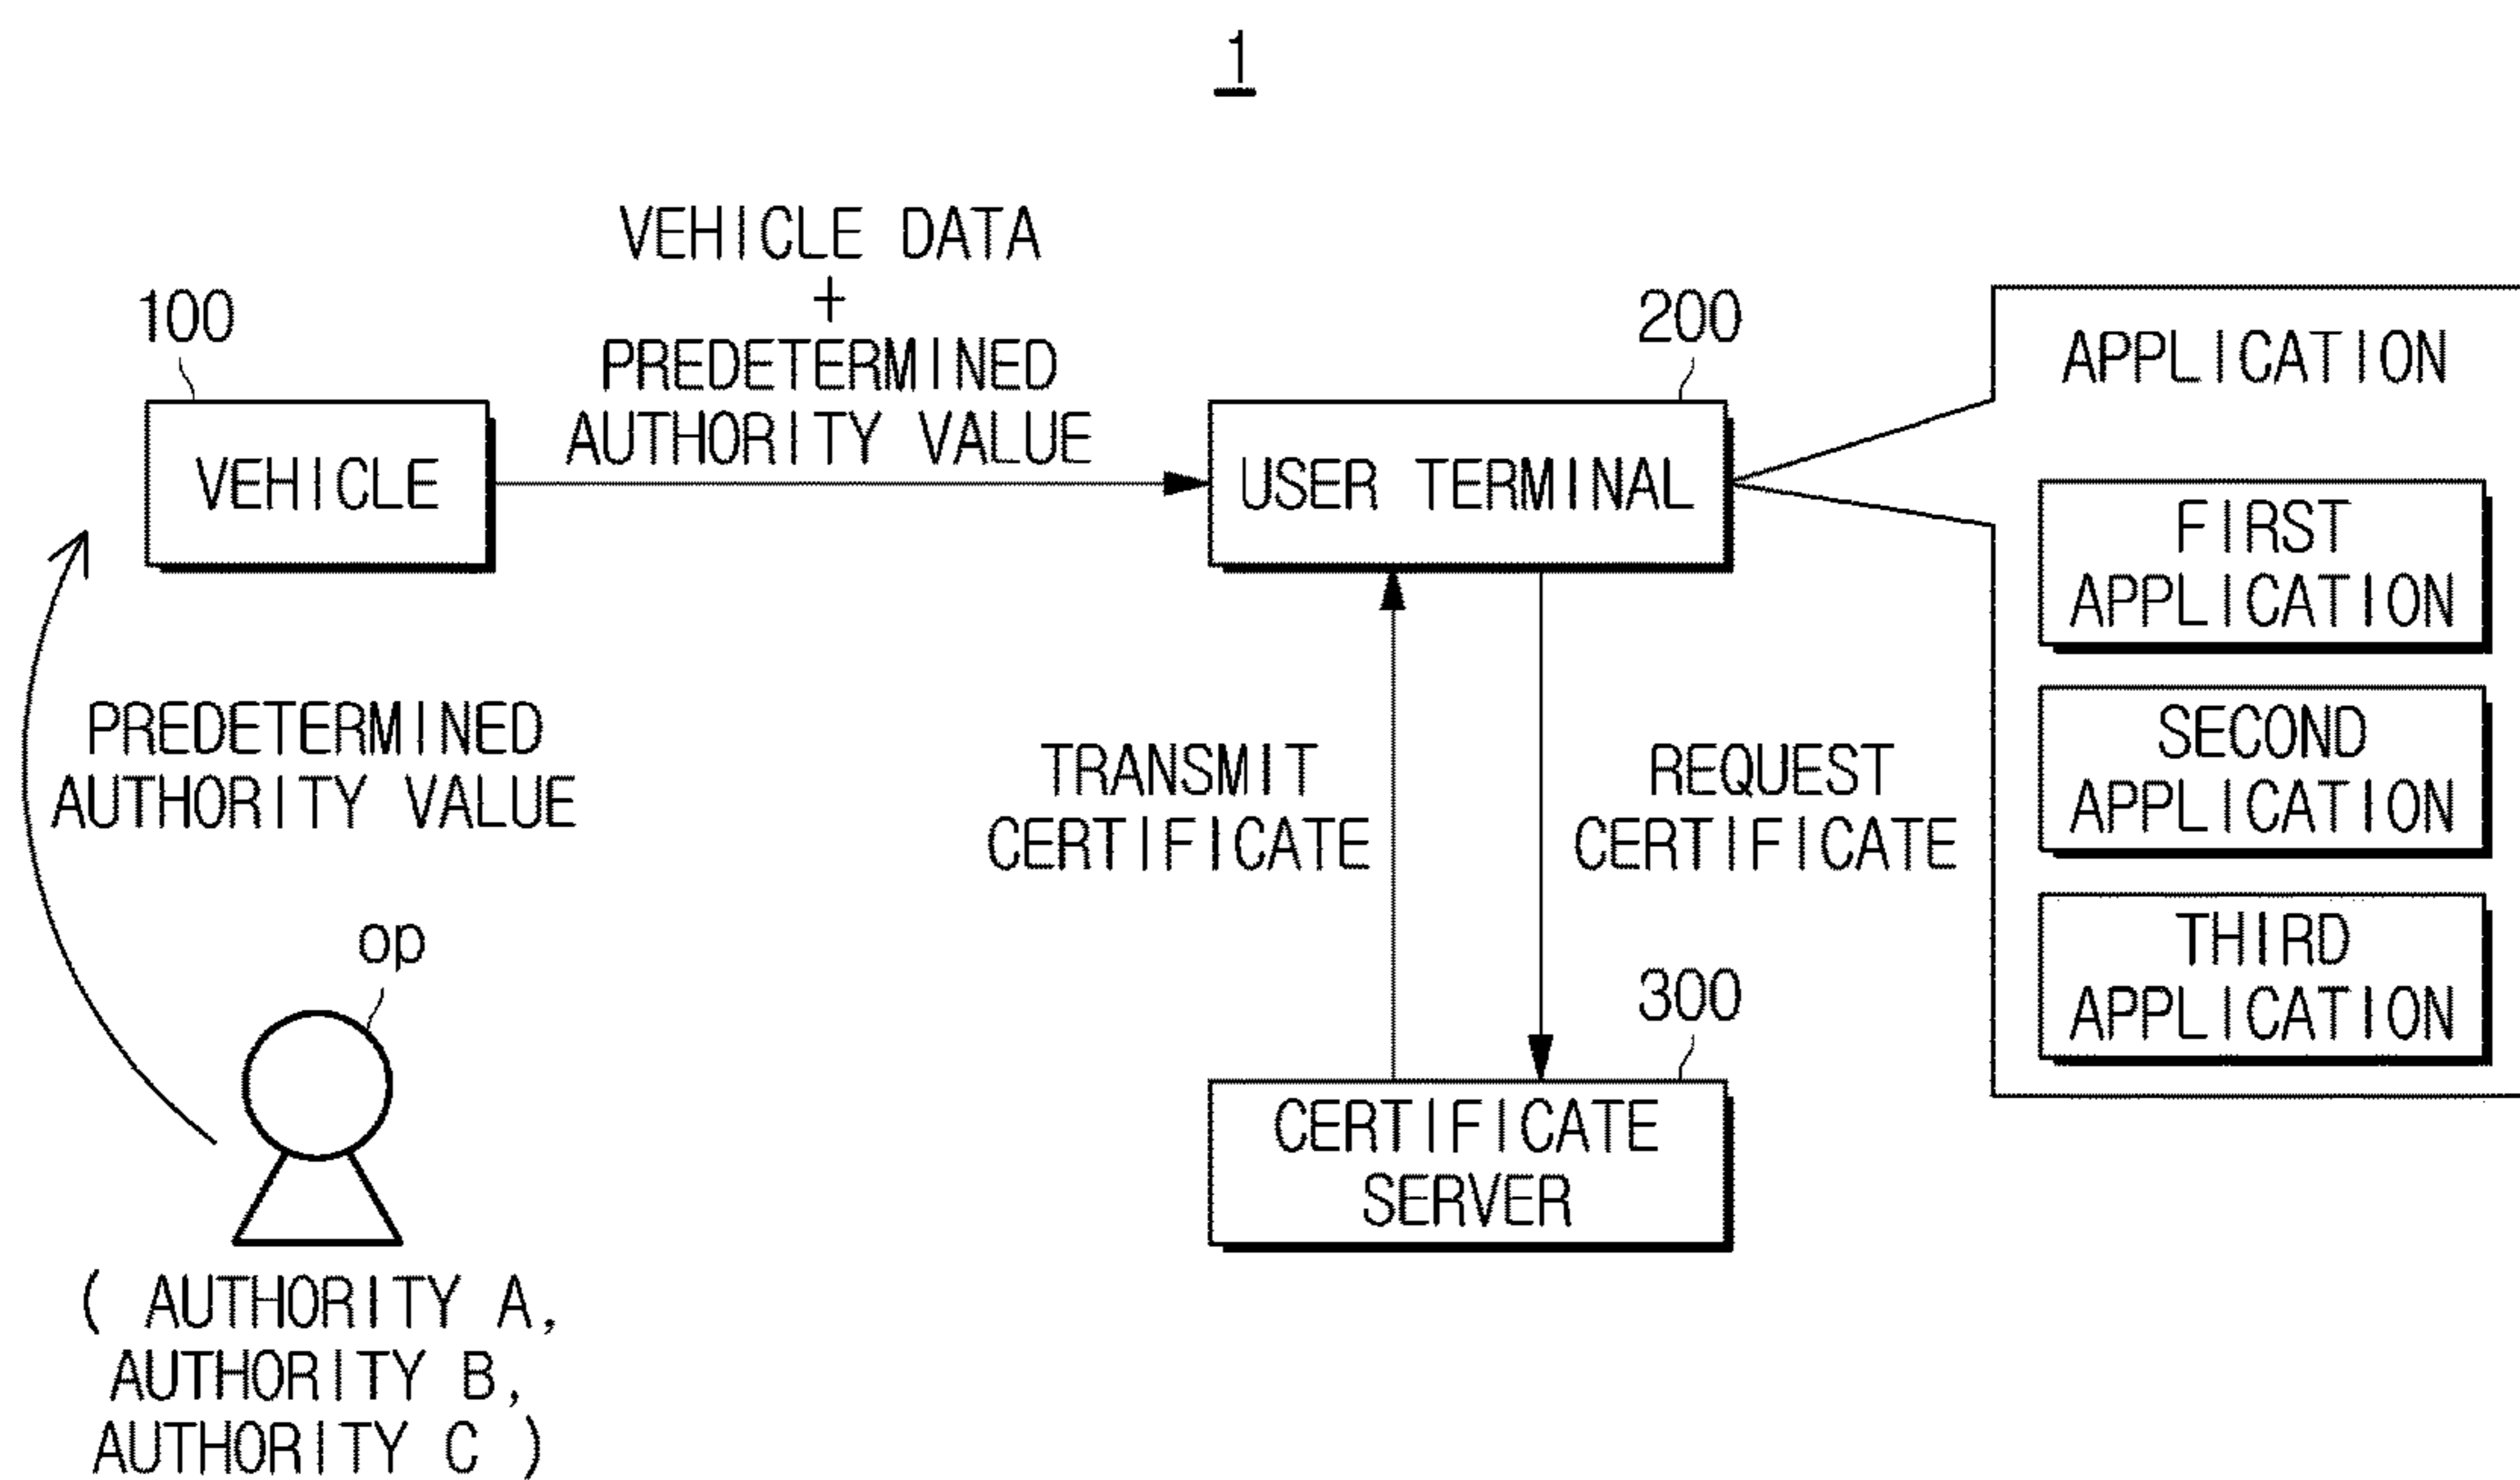 1
VEHICLE DATA
+
PREDETERMINED
AUTHORITY VALUE
100
VEHICLE
200
USER TERMINAL
APPLICATION
FIRST
APPLICATION
SECOND
APPLICATION
THIRD
APPLICATION
PREDETERMINED
AUTHORITY VALUE
TRANSMIT
CERTIFICATE
REQUEST
CERTIFICATE
op
300
CERTIFICATE
SERVER
( AUTHORITY A,
AUTHORITY B,
AUTHORITY C )